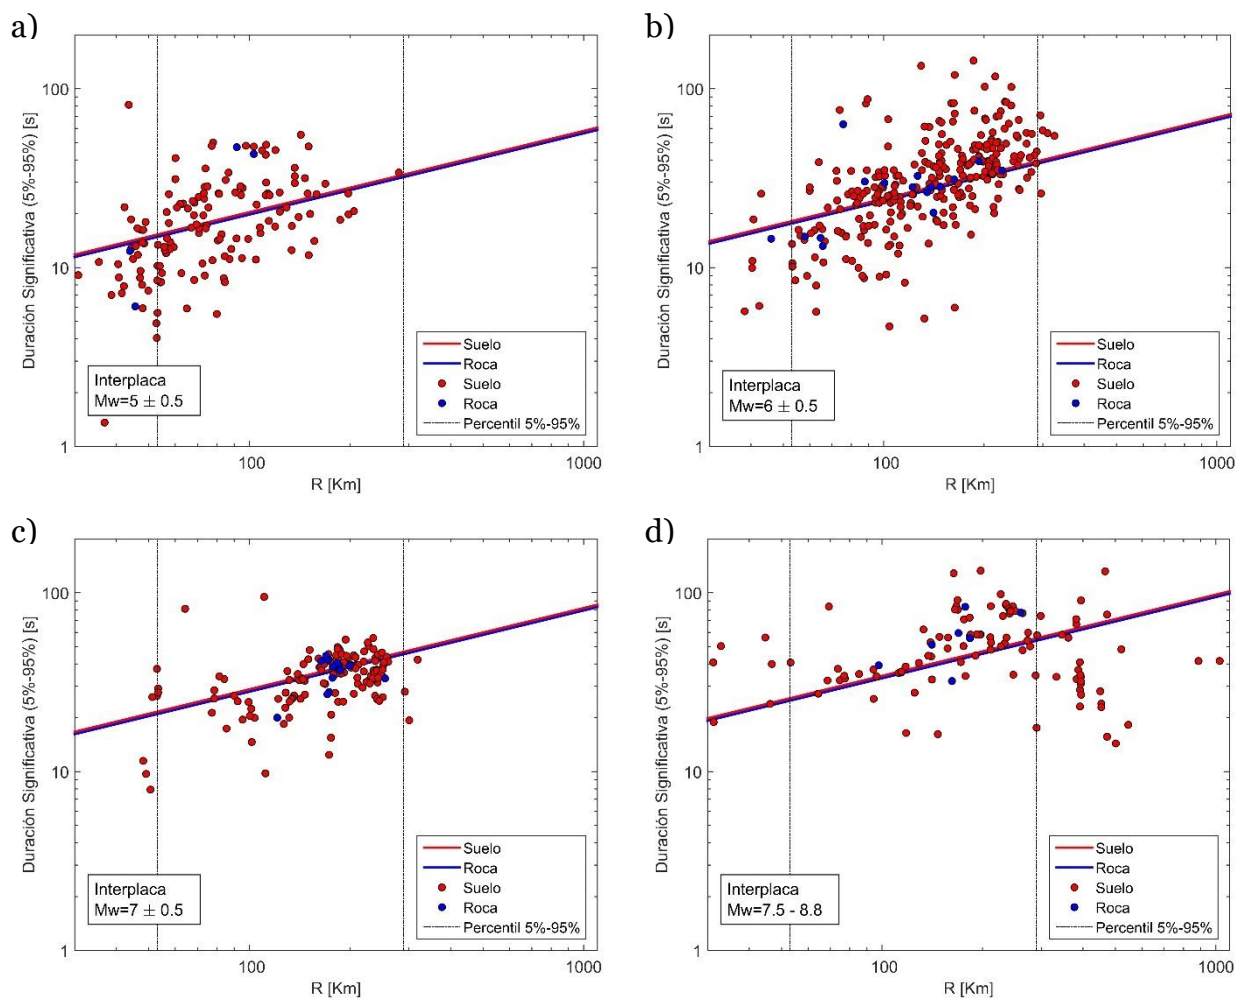 a)
Duración Significativa (5%-95%) [s]
100
10
1
Interplaca
Mw=5 ± 0.5
Suelo
Roca
Suelo
Roca
Percentil 5%-95%
100
1000
R [Km]
b)
Duración Significativa (5%-95%) [s]
100
10
1
Interplaca
Mw=6 ± 0.5
Suelo
Roca
Suelo
Roca
Percentil 5%-95%
100
1000
R [Km]
c)
Duración Significativa (5%-95%) [s]
100
10
1
Interplaca
Mw=7 ± 0.5
Suelo
Roca
Suelo
Roca
Percentil 5%-95%
100
1000
R [Km]
d)
Duración Significativa (5%-95%) [s]
100
10
1
Interplaca
Mw=7.5 - 8.8
Suelo
Roca
Suelo
Roca
Percentil 5%-95%
100
1000
R [Km]